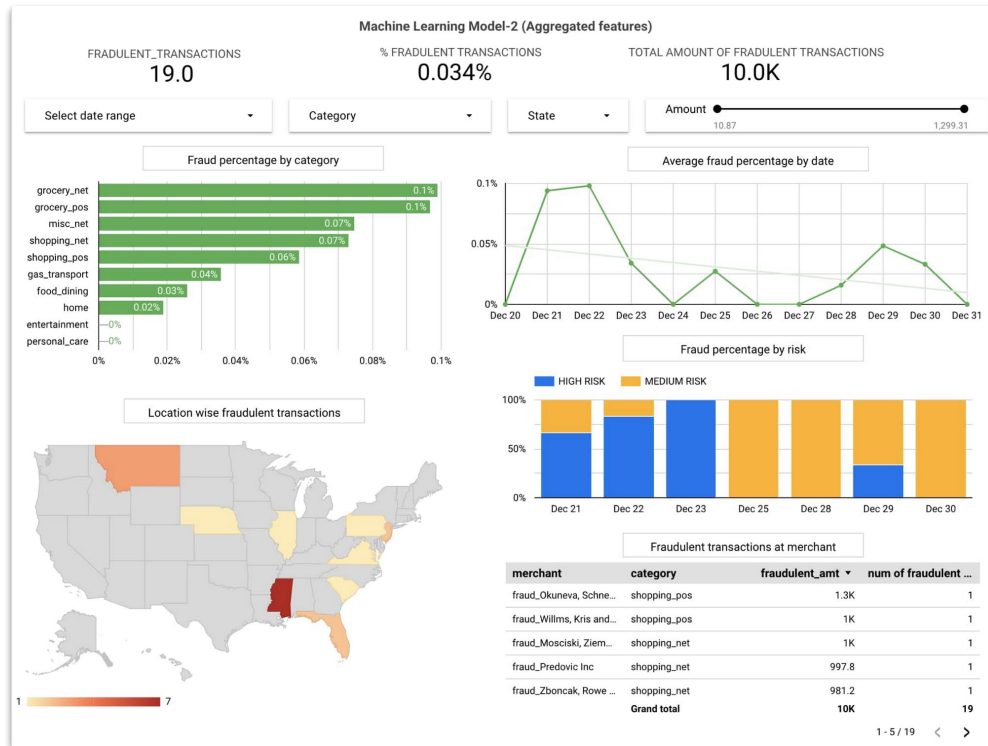 Machine Learning Model-2 (Aggregated features)
FRADULENT_TRANSACTIONS
19.0
% FRADULENT TRANSACTIONS
0.034%
TOTAL AMOUNT OF FRADULENT TRANSACTIONS
10.0K
Select date range
Category
State
Amount
10.87
1,299.31
Fraud percentage by category
grocery_net 0.1%
grocery_pos 0.1%
misc_net 0.07%
shopping_net 0.07%
shopping_pos 0.06%
gas_transport 0.04%
food_dining 0.03%
home 0.02%
entertainment 0%
personal_care 0%
0% 0.02% 0.04% 0.06% 0.08% 0.1%
Average fraud percentage by date
0.1%
0.05%
0%
Dec 20 Dec 21 Dec 22 Dec 23 Dec 24 Dec 25 Dec 26 Dec 27 Dec 28 Dec 29 Dec 30 Dec 31
Fraud percentage by risk
HIGH RISK MEDIUM RISK
100%
50%
0%
Dec 21 Dec 22 Dec 23 Dec 25 Dec 28 Dec 29 Dec 30
Location wise fraudulent transactions
1 7
Fraudulent transactions at merchant
merchant category fraudulent_amt num of fraudulent ...
fraud_Okuneva, Schne... shopping_pos 1.3K 1
fraud_Willms, Kris and... shopping_pos 1K 1
fraud_Mosciski, Ziem... shopping_net 1K 1
fraud_Predovic Inc shopping_net 997.8 1
fraud_Zboncak, Rowe ... shopping_net 981.2 1
Grand total 10K 19
1 - 5 / 19